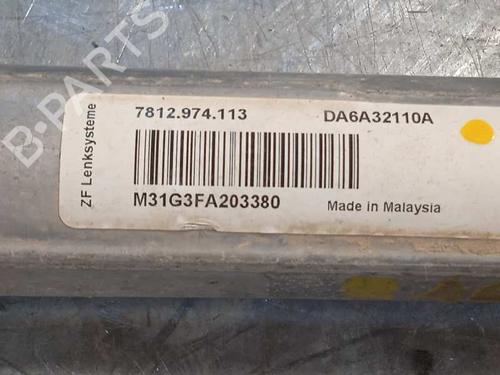 B-PARTS
ZF Lenksysteme
7812.974.113
DA6A32110A
M31G3FA203380
Made in Malaysia